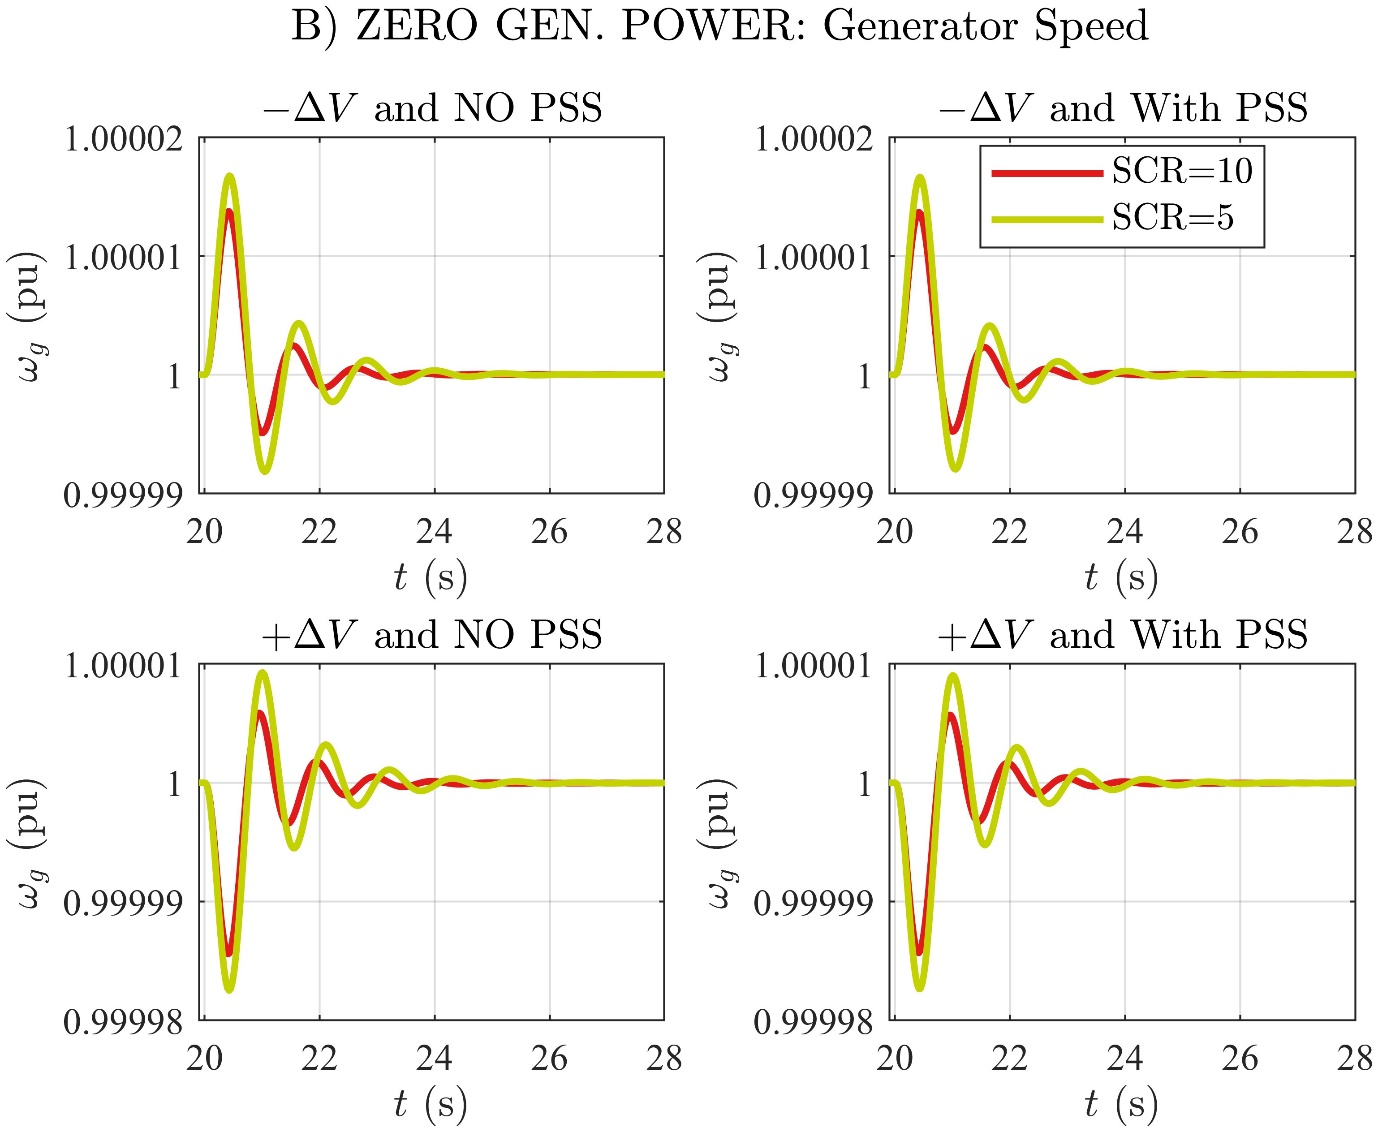 B) ZERO GEN. POWER: Generator Speed
−ΔV and NO PSS
1.00002
1.00001
1
0.99999
ω_g (pu)
20 22 24 26 28
t (s)
−ΔV and With PSS
SCR=10
SCR=5
1.00002
1.00001
1
0.99999
ω_g (pu)
20 22 24 26 28
t (s)
+ΔV and NO PSS
1.00001
1
0.99999
0.99998
ω_g (pu)
20 22 24 26 28
t (s)
+ΔV and With PSS
1.00001
1
0.99999
0.99998
ω_g (pu)
20 22 24 26 28
t (s)